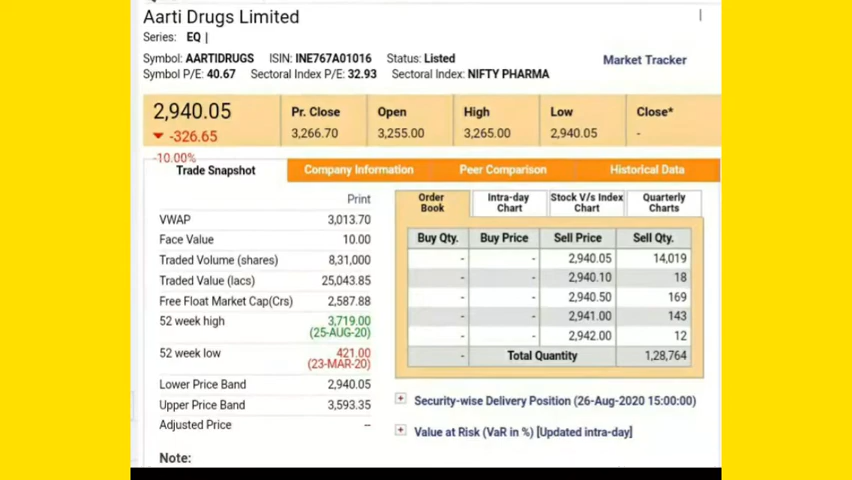 Aarti Drugs Limited
Series: EQ |
Symbol: AARTIDRUGS ISIN: INE767A01016 Status: Listed
Market Tracker
Symbol P/E: 40.67 Sectoral Index P/E: 32.93 Sectoral Index: NIFTY PHARMA
2,940.05 Pr. Close Open High Low Close*
-326.65 3,266.70 3,255.00 3,265.00 2,940.05 -
-10.00%
Trade Snapshot Company Information Peer Comparison Historical Data
Print
VWAP 3,013.70
Face Value 10.00
Traded Volume (shares) 8,31,000
Traded Value (lacs) 25,043.85
Free Float Market Cap(Crs) 2,587.88
52 week high 3,719.00
(25-AUG-20)
52 week low 421.00
(23-MAR-20)
Lower Price Band 2,940.05
Upper Price Band 3,593.35
Adjusted Price --
Note:
Order Book Intra-day Chart Stock V/s Index Chart Quarterly Charts
Buy Qty. Buy Price Sell Price Sell Qty.
- - 2,940.05 14,019
- - 2,940.10 18
- - 2,940.50 169
- - 2,941.00 143
- - 2,942.00 12
- Total Quantity 1,28,764
+ Security-wise Delivery Position (26-Aug-2020 15:00:00)
+ Value at Risk (VaR in %) [Updated intra-day]